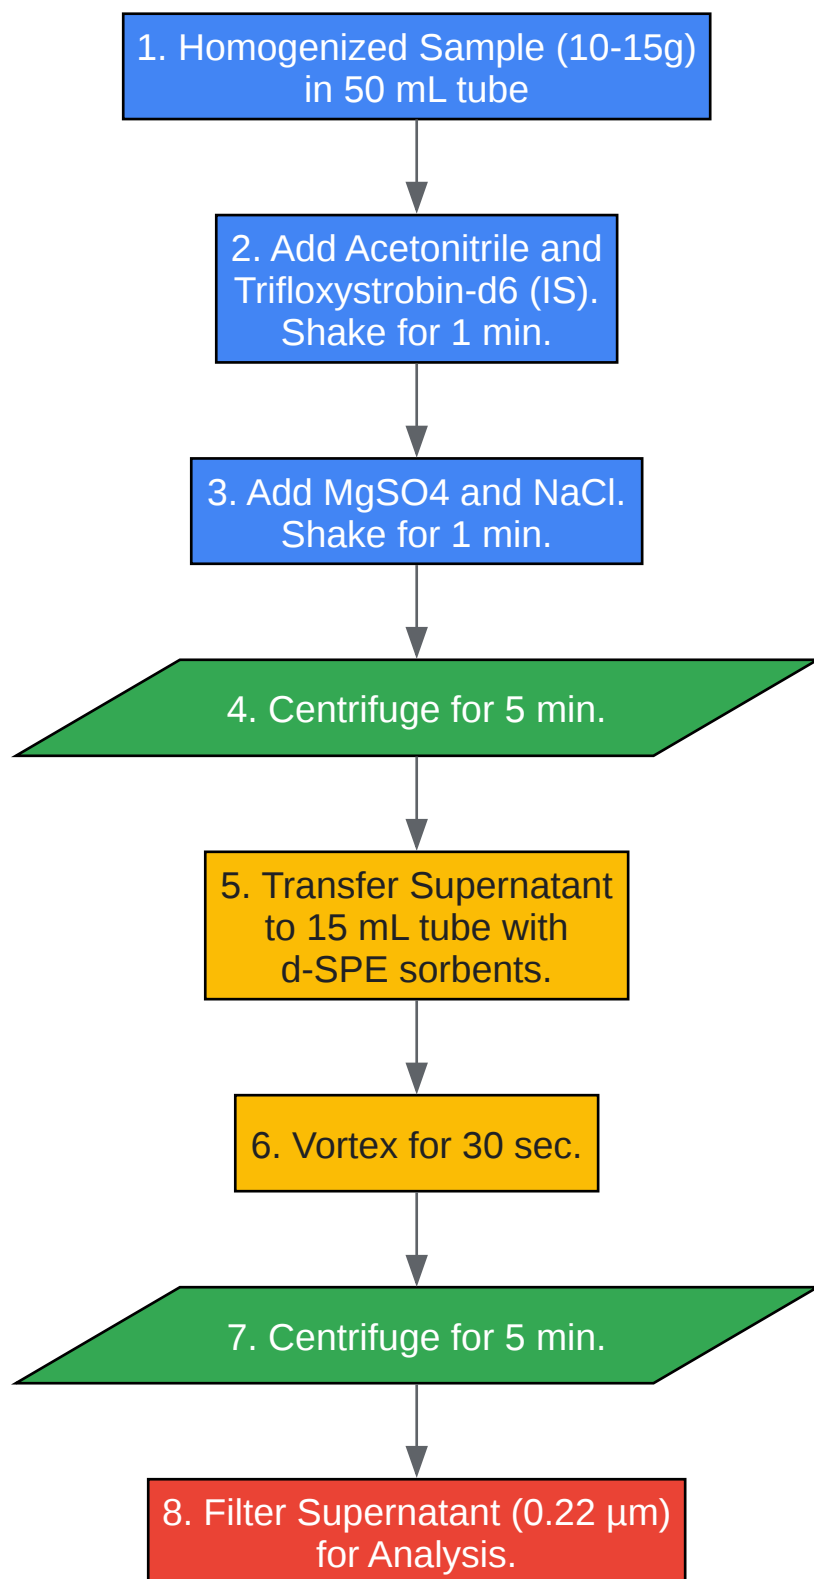 1. Homogenized Sample (10-15g)
in 50 mL tube
2. Add Acetonitrile and
Trifloxystrobin-d6 (IS).
Shake for 1 min.
3. Add MgSO4 and NaCl.
Shake for 1 min.
4. Centrifuge for 5 min.
5. Transfer Supernatant
to 15 mL tube with
d-SPE sorbents.
6. Vortex for 30 sec.
7. Centrifuge for 5 min.
8. Filter Supernatant (0.22 µm)
for Analysis.